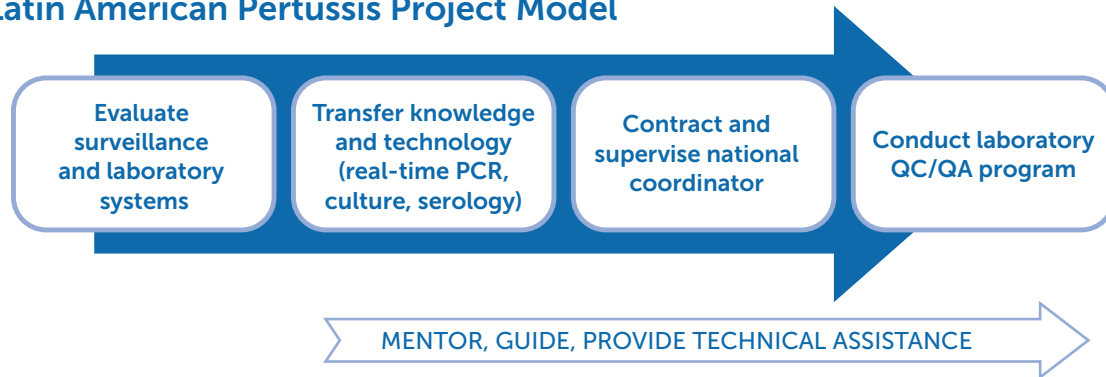 Latin American Pertussis Project Model
Evaluate
surveillance
and laboratory
systems
Transfer knowledge
and technology
(real-time PCR,
culture, serology)
Contract and
supervise national
coordinator
Conduct laboratory
QC/QA program
MENTOR, GUIDE, PROVIDE TECHNICAL ASSISTANCE